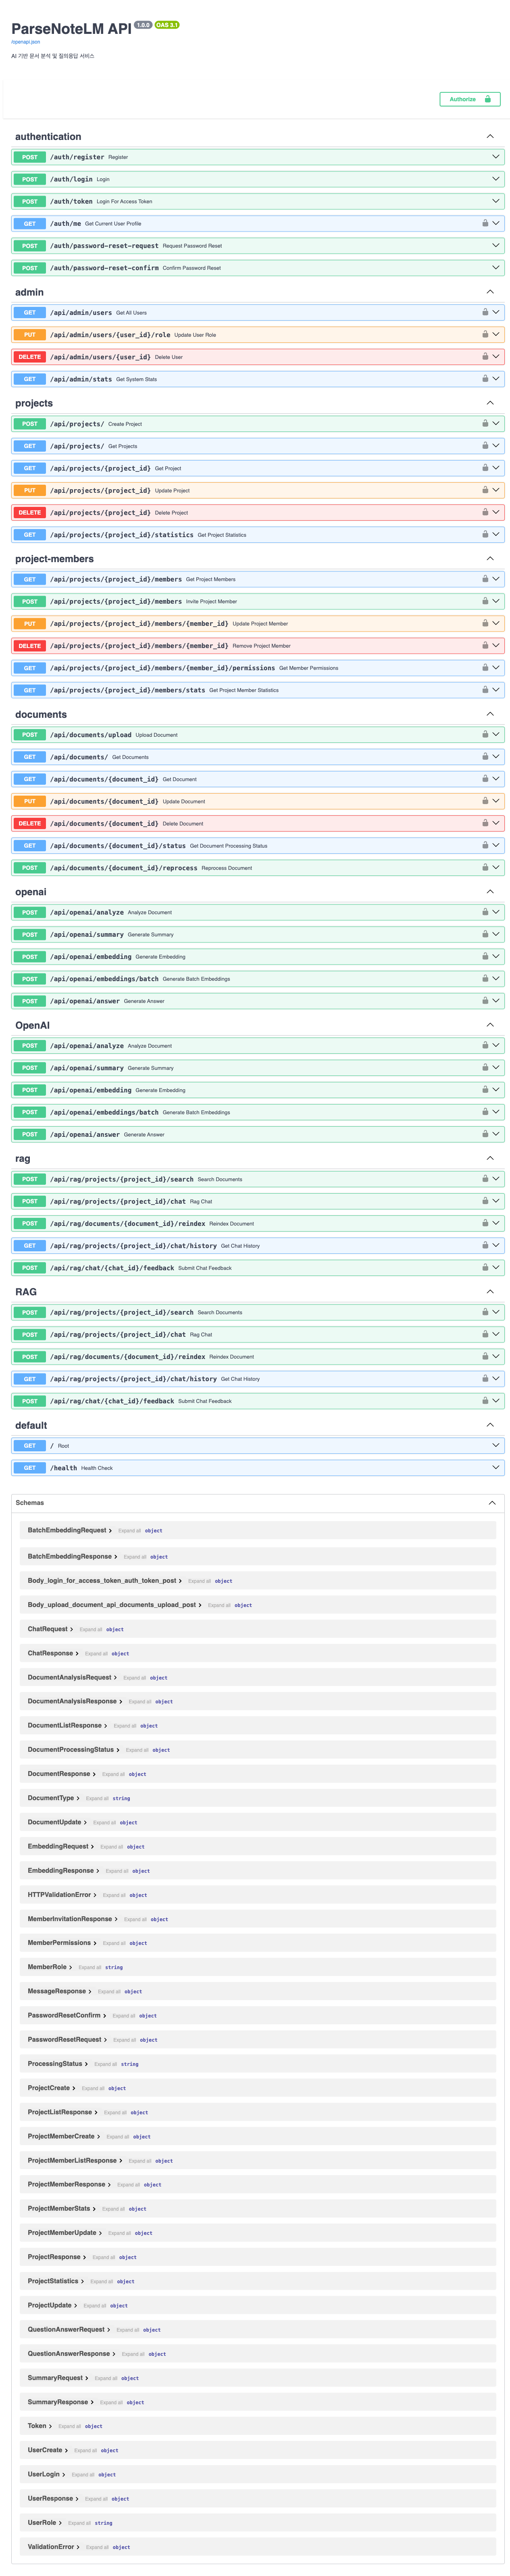 ParseNoteLM API 1.0.0 OAS 3.1
/openapi.json
AI 기반 문서 분석 및 질의응답 서비스
Authorize
authentication
POST /auth/register Register
POST /auth/login Login
POST /auth/token Login For Access Token
GET /auth/me Get Current User Profile
POST /auth/password-reset-request Request Password Reset
POST /auth/password-reset-confirm Confirm Password Reset
admin
GET /api/admin/users Get All Users
PUT /api/admin/users/{user_id}/role Update User Role
DELETE /api/admin/users/{user_id} Delete User
GET /api/admin/stats Get System Stats
projects
POST /api/projects/ Create Project
GET /api/projects/ Get Projects
GET /api/projects/{project_id} Get Project
PUT /api/projects/{project_id} Update Project
DELETE /api/projects/{project_id} Delete Project
GET /api/projects/{project_id}/statistics Get Project Statistics
project-members
GET /api/projects/{project_id}/members Get Project Members
POST /api/projects/{project_id}/members Invite Project Member
PUT /api/projects/{project_id}/members/{member_id} Update Project Member
DELETE /api/projects/{project_id}/members/{member_id} Remove Project Member
GET /api/projects/{project_id}/members/{member_id}/permissions Get Member Permissions
GET /api/projects/{project_id}/members/stats Get Project Member Statistics
documents
POST /api/documents/upload Upload Document
GET /api/documents/ Get Documents
GET /api/documents/{document_id} Get Document
PUT /api/documents/{document_id} Update Document
DELETE /api/documents/{document_id} Delete Document
GET /api/documents/{document_id}/status Get Document Processing Status
POST /api/documents/{document_id}/reprocess Reprocess Document
openai
POST /api/openai/analyze Analyze Document
POST /api/openai/summary Generate Summary
POST /api/openai/embedding Generate Embedding
POST /api/openai/embeddings/batch Generate Batch Embeddings
POST /api/openai/answer Generate Answer
OpenAI
POST /api/openai/analyze Analyze Document
POST /api/openai/summary Generate Summary
POST /api/openai/embedding Generate Embedding
POST /api/openai/embeddings/batch Generate Batch Embeddings
POST /api/openai/answer Generate Answer
rag
POST /api/rag/projects/{project_id}/search Search Documents
POST /api/rag/projects/{project_id}/chat Rag Chat
POST /api/rag/documents/{document_id}/reindex Reindex Document
GET /api/rag/projects/{project_id}/chat/history Get Chat History
POST /api/rag/chat/{chat_id}/feedback Submit Chat Feedback
RAG
POST /api/rag/projects/{project_id}/search Search Documents
POST /api/rag/projects/{project_id}/chat Rag Chat
POST /api/rag/documents/{document_id}/reindex Reindex Document
GET /api/rag/projects/{project_id}/chat/history Get Chat History
POST /api/rag/chat/{chat_id}/feedback Submit Chat Feedback
default
GET / Root
GET /health Health Check
Schemas
BatchEmbeddingRequest Expand all object
BatchEmbeddingResponse Expand all object
Body_login_for_access_token_auth_token_post Expand all object
Body_upload_document_api_documents_upload_post Expand all object
ChatRequest Expand all object
ChatResponse Expand all object
DocumentAnalysisRequest Expand all object
DocumentAnalysisResponse Expand all object
DocumentListResponse Expand all object
DocumentProcessingStatus Expand all object
DocumentResponse Expand all object
DocumentType Expand all string
DocumentUpdate Expand all object
EmbeddingRequest Expand all object
EmbeddingResponse Expand all object
HTTPValidationError Expand all object
MemberInvitationResponse Expand all object
MemberPermissions Expand all object
MemberRole Expand all string
MessageResponse Expand all object
PasswordResetConfirm Expand all object
PasswordResetRequest Expand all object
ProcessingStatus Expand all string
ProjectCreate Expand all object
ProjectListResponse Expand all object
ProjectMemberCreate Expand all object
ProjectMemberListResponse Expand all object
ProjectMemberResponse Expand all object
ProjectMemberStats Expand all object
ProjectMemberUpdate Expand all object
ProjectResponse Expand all object
ProjectStatistics Expand all object
ProjectUpdate Expand all object
QuestionAnswerRequest Expand all object
QuestionAnswerResponse Expand all object
SummaryRequest Expand all object
SummaryResponse Expand all object
Token Expand all object
UserCreate Expand all object
UserLogin Expand all object
UserResponse Expand all object
UserRole Expand all string
ValidationError Expand all object